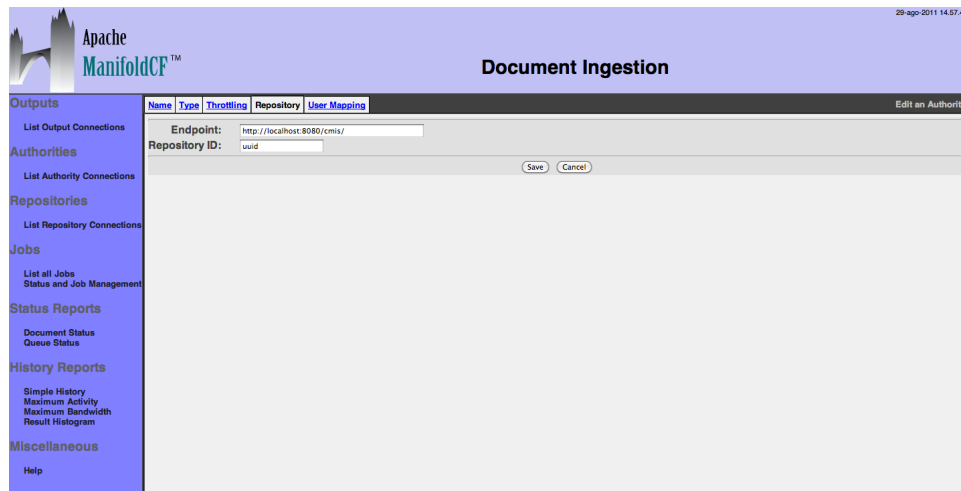 29-ago-2011 14.57.4
Apache
ManifoldCF™
Document Ingestion
Outputs
List Output Connections
Authorities
List Authority Connections
Repositories
List Repository Connections
Jobs
List all Jobs
Status and Job Management
Status Reports
Document Status
Queue Status
History Reports
Simple History
Maximum Activity
Maximum Bandwidth
Result Histogram
Miscellaneous
Help
Name Type Throttling Repository User Mapping
Edit an Authorit
Endpoint: http://localhost:8080/cmis/
Repository ID: uuid
Save Cancel